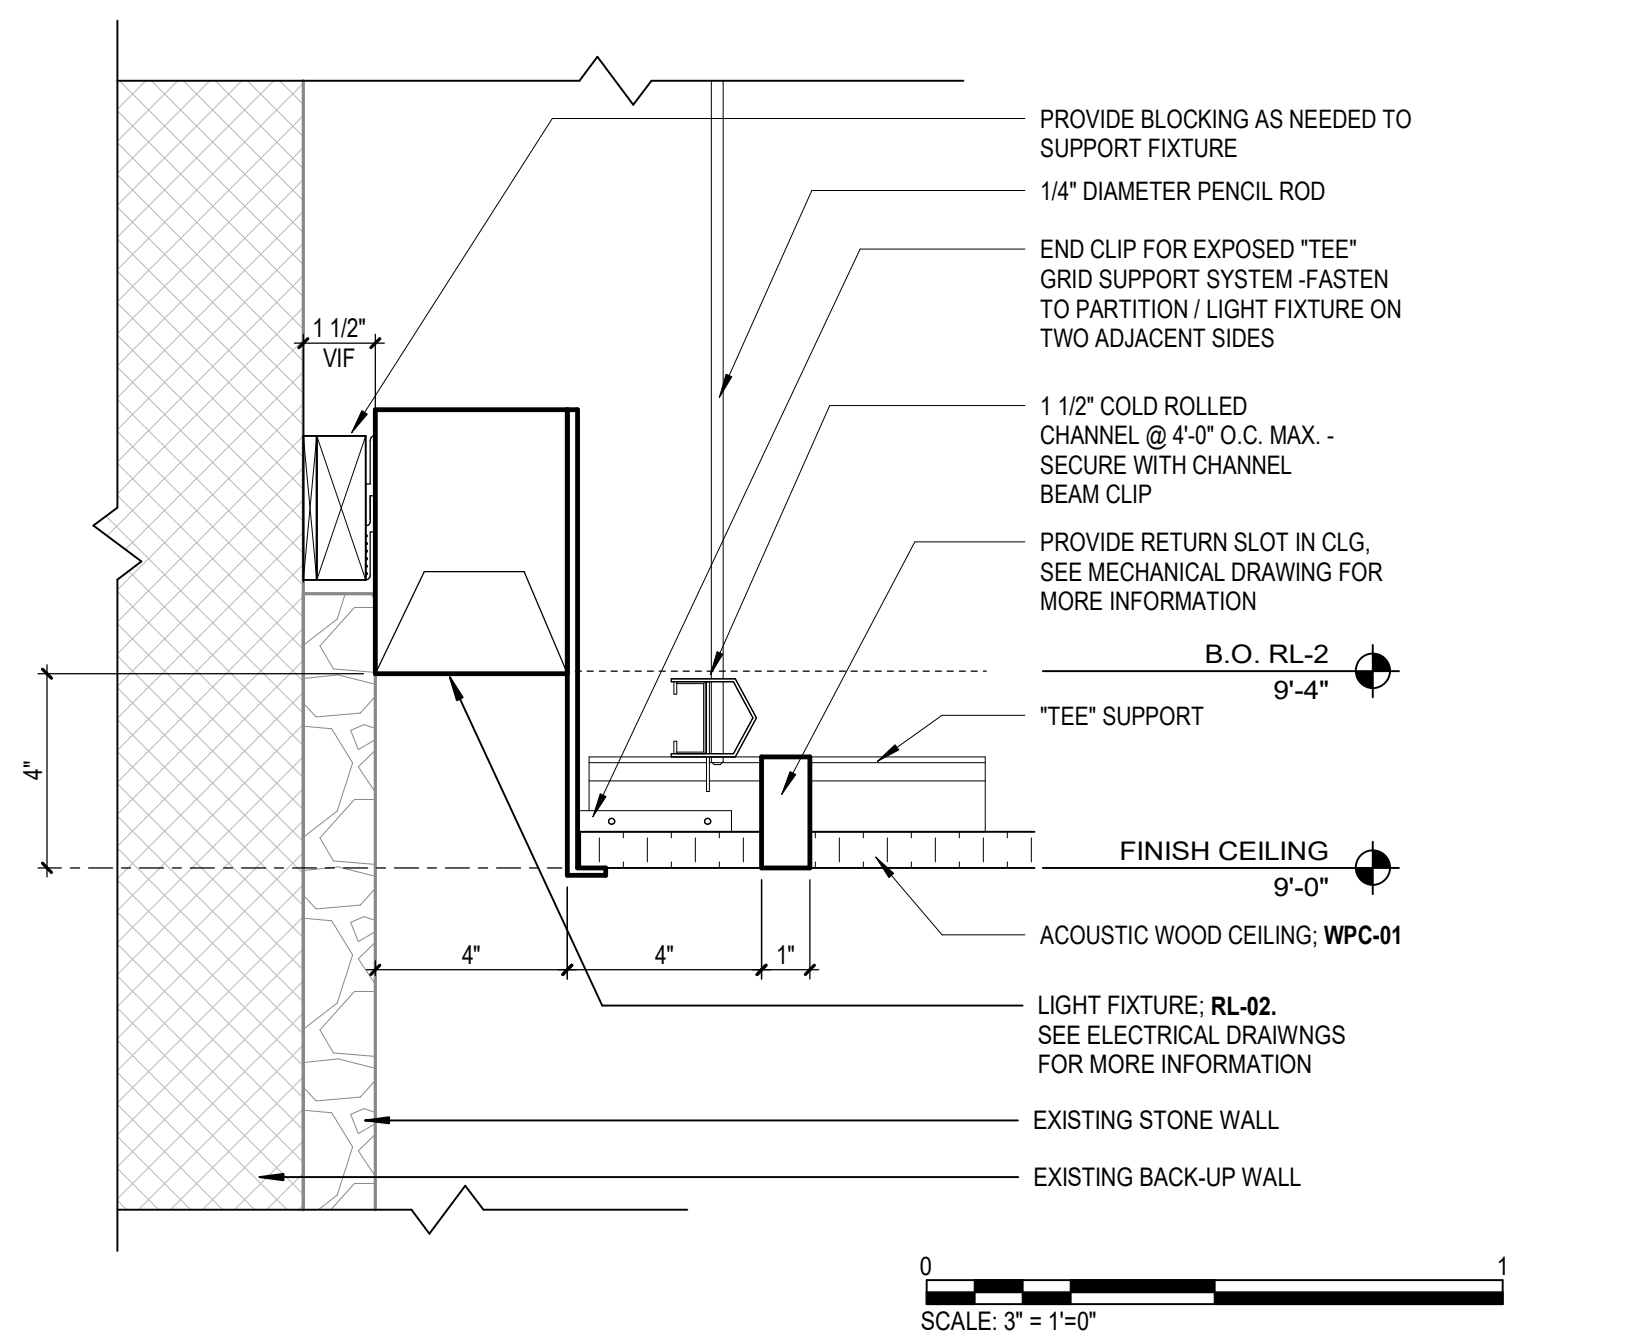 PROVIDE BLOCKING AS NEEDED TO
SUPPORT FIXTURE
1/4" DIAMETER PENCIL ROD
END CLIP FOR EXPOSED "TEE"
GRID SUPPORT SYSTEM -FASTEN
TO PARTITION / LIGHT FIXTURE ON
TWO ADJACENT SIDES
1 1/2"
VIF
1 1/2" COLD ROLLED
CHANNEL @ 4'-0" O.C. MAX. -
SECURE WITH CHANNEL
BEAM CLIP
PROVIDE RETURN SLOT IN CLG,
SEE MECHANICAL DRAWING FOR
MORE INFORMATION
B.O. RL-2
9'-4"
"TEE" SUPPORT
4"
FINISH CEILING
9'-0"
ACOUSTIC WOOD CEILING; WPC-01
4"
4"
1"
LIGHT FIXTURE; RL-02.
SEE ELECTRICAL DRAIWNGS
FOR MORE INFORMATION
EXISTING STONE WALL
EXISTING BACK-UP WALL
0
1
SCALE: 3" = 1'=0"